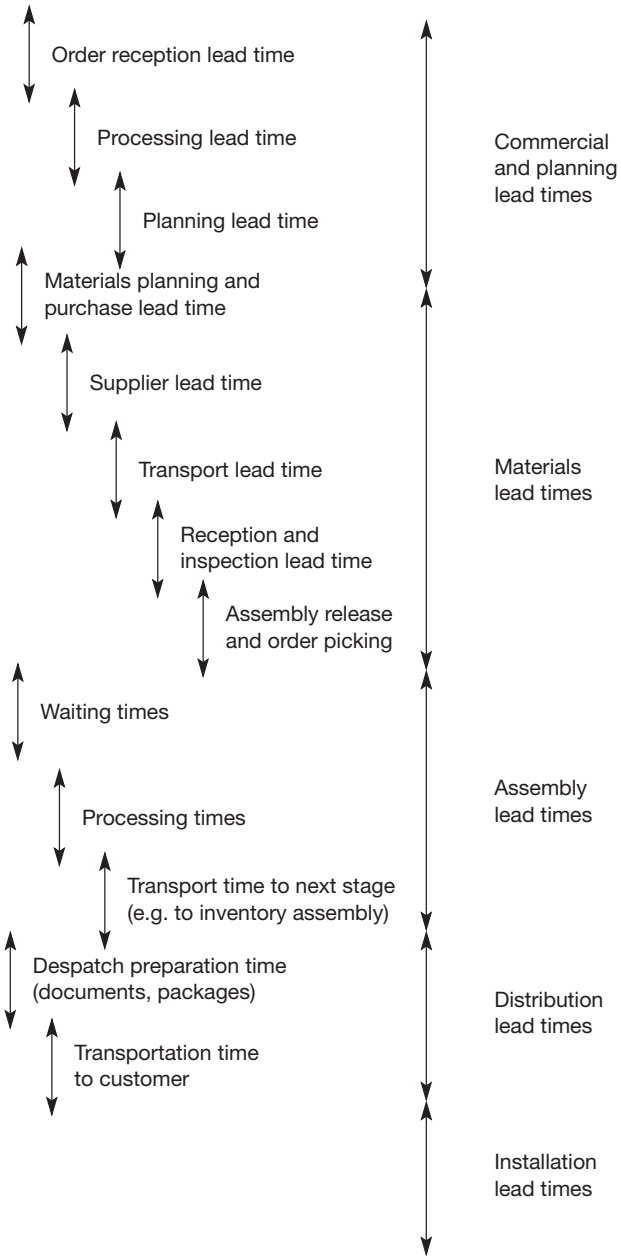 Order reception lead time
Processing lead time
Planning lead time
Commercial
and planning
lead times
Materials planning and
purchase lead time
Supplier lead time
Transport lead time
Reception and
inspection lead time
Assembly release
and order picking
Materials
lead times
Waiting times
Processing times
Transport time to next stage
(e.g. to inventory assembly)
Assembly
lead times
Despatch preparation time
(documents, packages)
Transportation time
to customer
Distribution
lead times
Installation
lead times